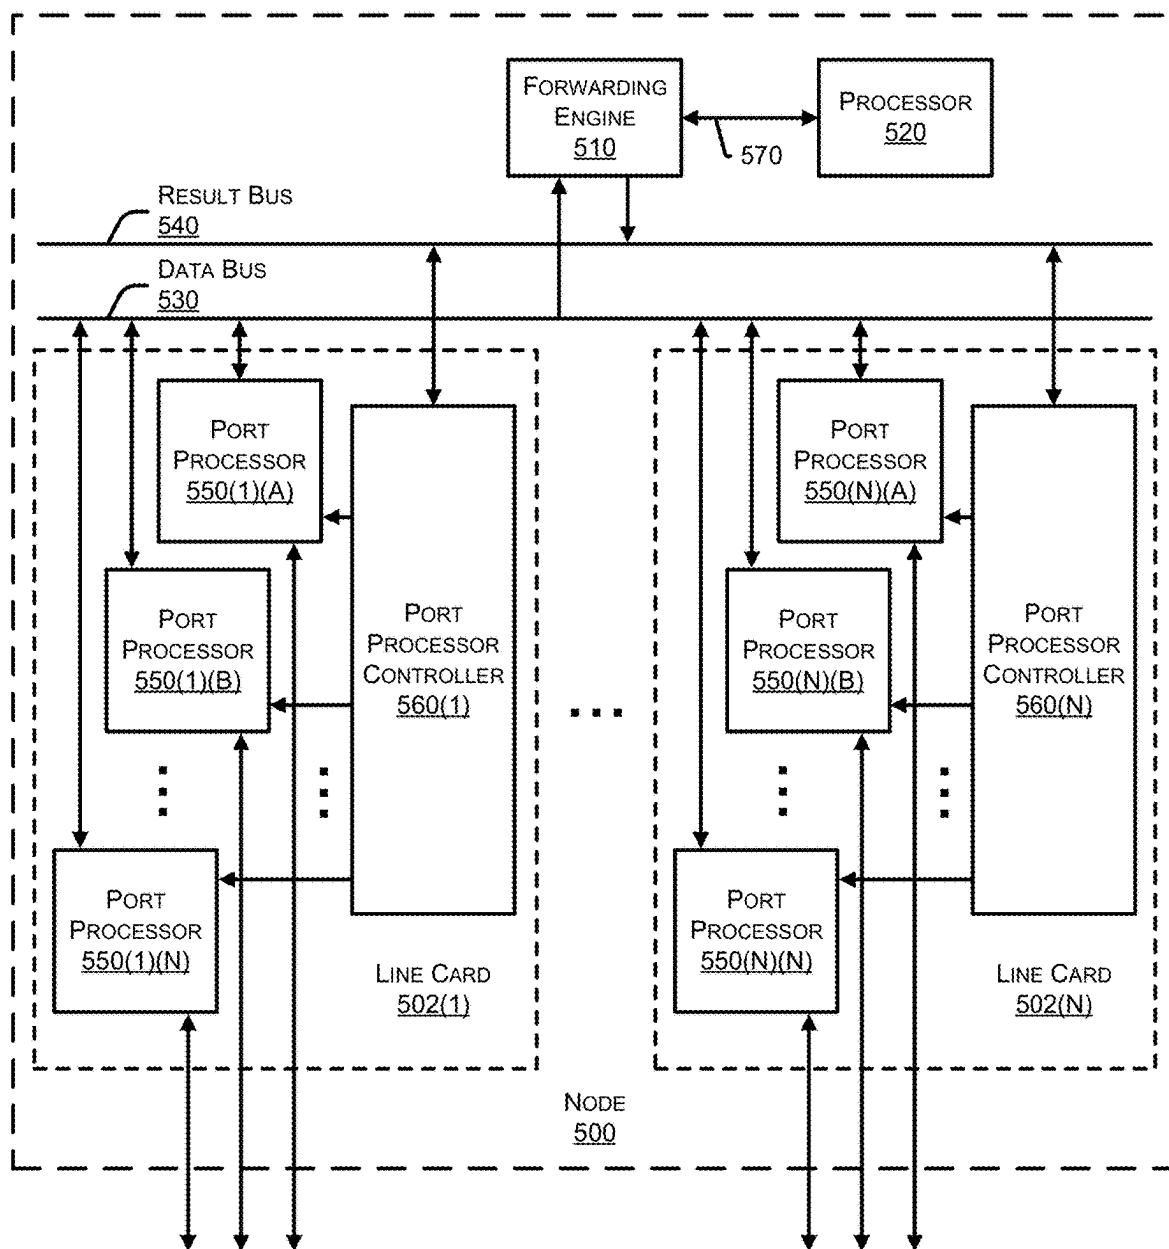 FORWARDING
ENGINE
510
PROCESSOR
520
570
RESULT BUS
540
DATA BUS
530
PORT
PROCESSOR
550(1)(A)
PORT
PROCESSOR
550(1)(B)
PORT
PROCESSOR
550(1)(N)
PORT
PROCESSOR
CONTROLLER
560(1)
LINE CARD
502(1)
PORT
PROCESSOR
550(N)(A)
PORT
PROCESSOR
550(N)(B)
PORT
PROCESSOR
550(N)(N)
PORT
PROCESSOR
CONTROLLER
560(N)
LINE CARD
502(N)
NODE
500